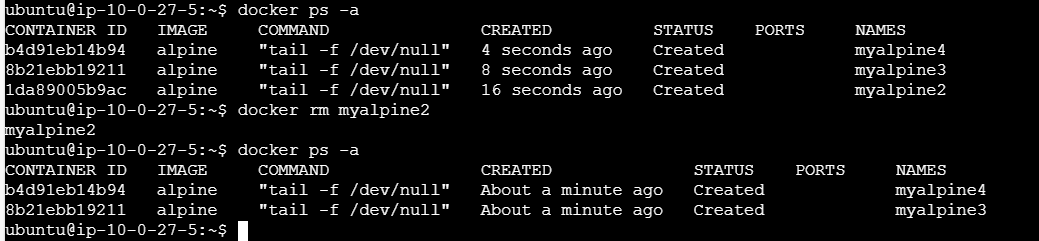 ubuntu@ip-10-0-27-5:~$ docker ps -a
CONTAINER ID   IMAGE    COMMAND               CREATED          STATUS    PORTS     NAMES
b4d91eb14b94   alpine   "tail -f /dev/null"   4 seconds ago    Created             myalpine4
8b21ebb19211   alpine   "tail -f /dev/null"   8 seconds ago    Created             myalpine3
1da89005b9ac   alpine   "tail -f /dev/null"   16 seconds ago   Created             myalpine2
ubuntu@ip-10-0-27-5:~$ docker rm myalpine2
myalpine2
ubuntu@ip-10-0-27-5:~$ docker ps -a
CONTAINER ID   IMAGE    COMMAND               CREATED              STATUS    PORTS     NAMES
b4d91eb14b94   alpine   "tail -f /dev/null"   About a minute ago   Created             myalpine4
8b21ebb19211   alpine   "tail -f /dev/null"   About a minute ago   Created             myalpine3
ubuntu@ip-10-0-27-5:~$